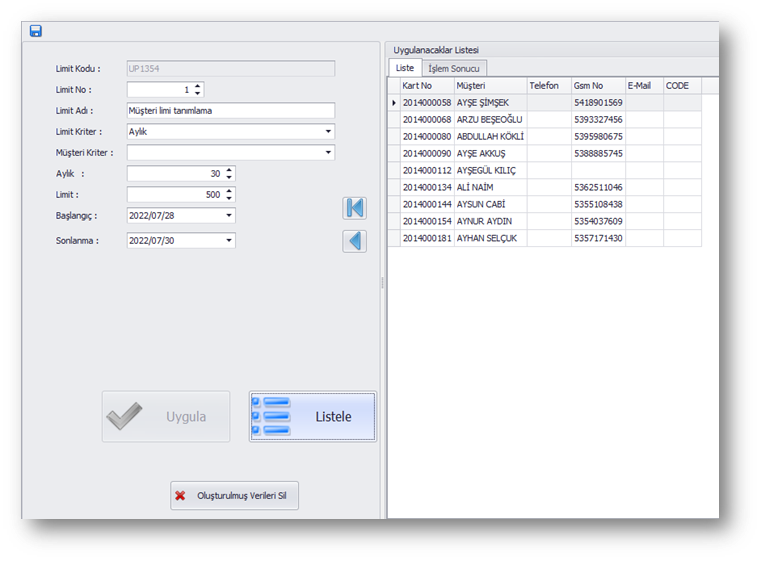 Limit Kodu : UP1354
Limit No : 1
Limit Adı : Müşteri limi tanımlama
Limit Kriter : Aylık
Müşteri Kriter :
Aylık : 30
Limit : 500
Başlangıç : 2022/07/28
Sonlanma : 2022/07/30
Uygula
Listele
Oluşturulmuş Verileri Sil
Uygulanacaklar Listesi
Liste İşlem Sonucu
Kart No Müşteri Telefon Gsm No E-Mail CODE
2014000058 AYŞE ŞİMŞEK 5418901569
2014000068 ARZU BEŞEOĞLU 5393327456
2014000080 ABDULLAH KÖKLİ 5395980675
2014000090 AYŞE AKKUŞ 5388885745
2014000112 AYŞEGÜL KILIÇ
2014000134 ALİ NAİM 5362511046
2014000144 AYSUN CABİ 5355108438
2014000154 AYNUR AYDIN 5354037609
2014000181 AYHAN SELÇUK 5357171430